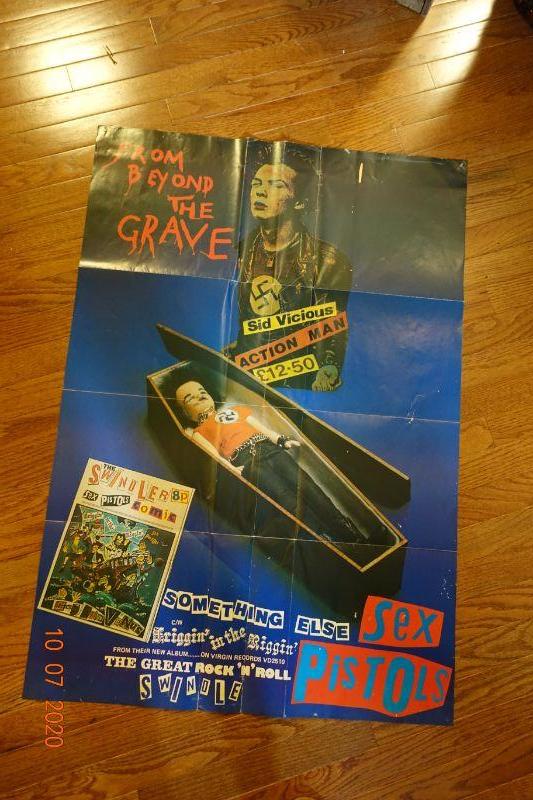 FROM
BEYOND
THE
GRAVE
Sid Vicious
ACTION MAN
£12·50
THE
SWINDLER 8p
SEX PISTOLS
comic
SOMETHING ELSE
C/W
Friggin' in the Riggin'
FROM THEIR NEW ALBUM......ON VIRGIN RECORDS VD2510
THE GREAT ROCK 'N' ROLL
SWINDLE
Sex
PISTOLS
10 07 2020